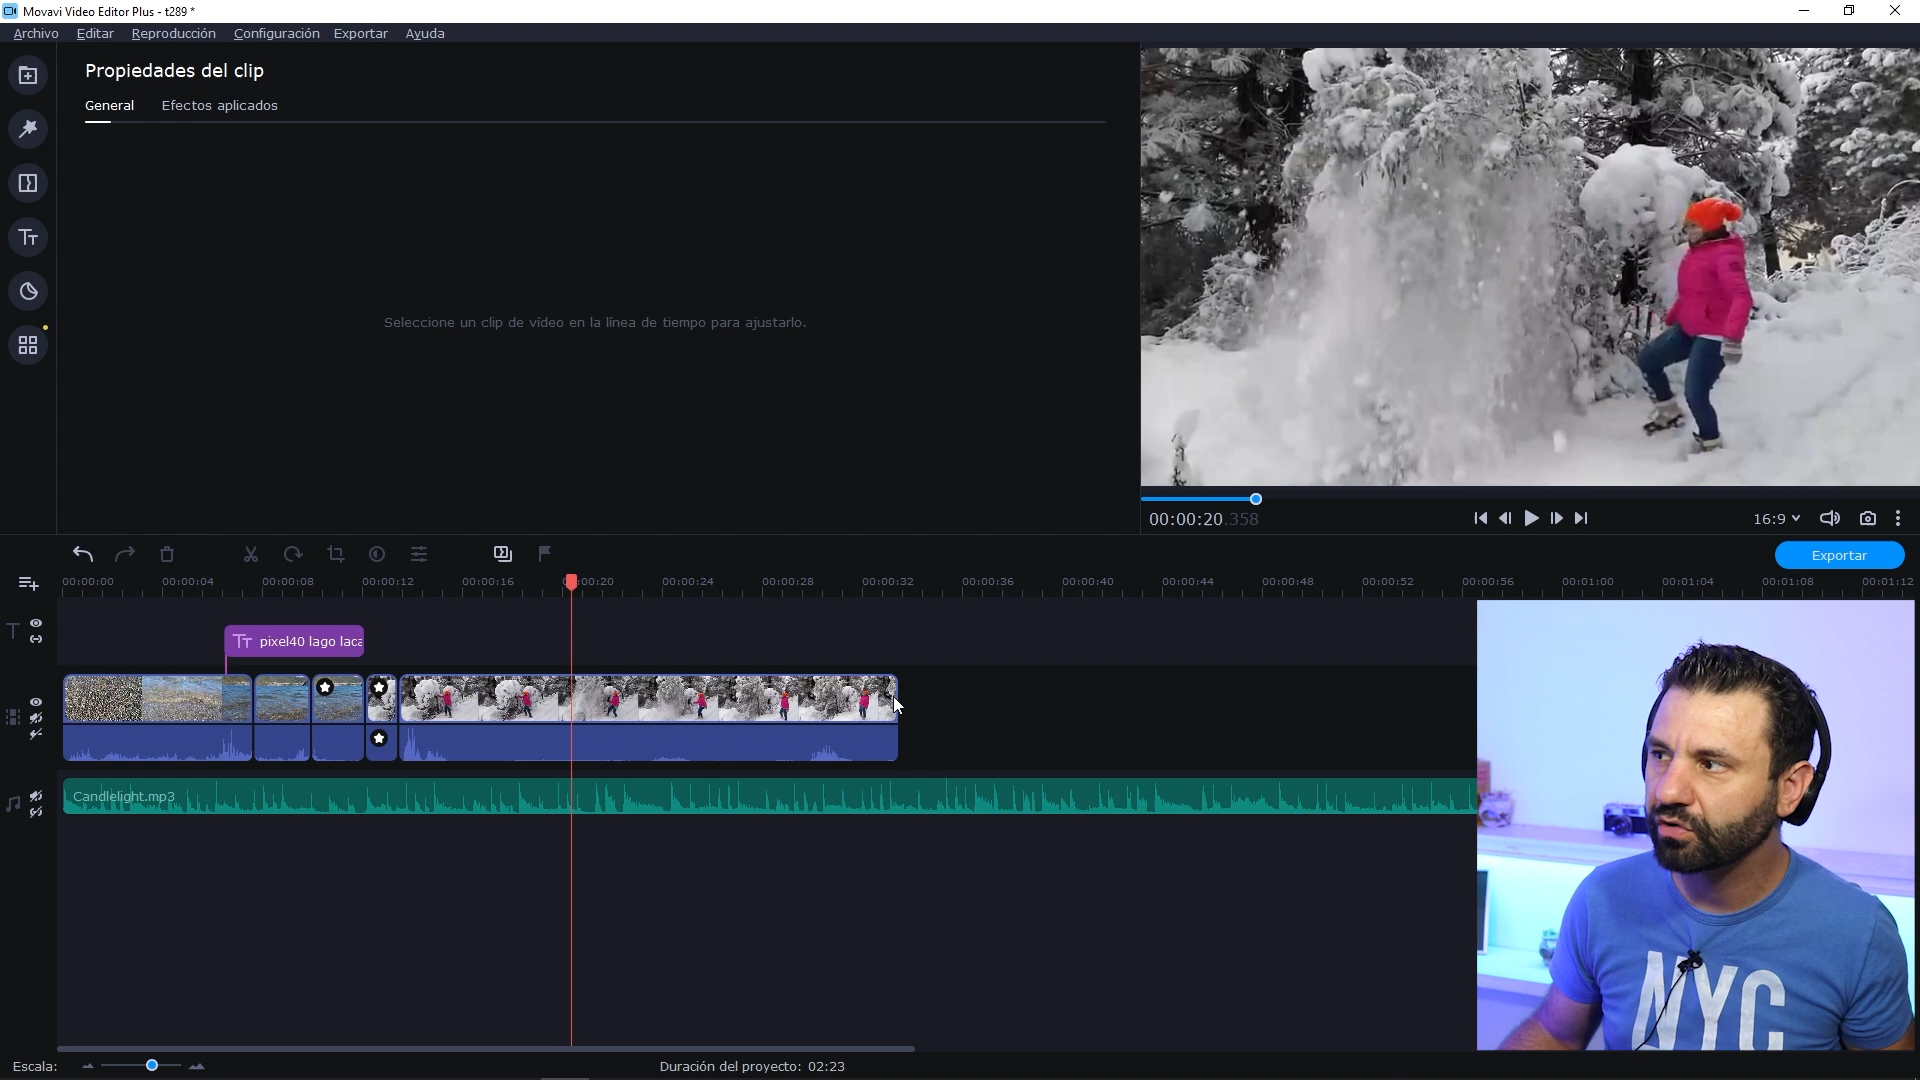 Movavi Video Editor Plus - t289 *
Archivo Editar Reproducción Configuración Exportar Ayuda
Propiedades del clip
General Efectos aplicados
Seleccione un clip de vídeo en la línea de tiempo para ajustarlo.
00:00:20.358
16:9
Exportar
00:00:00 00:00:04 00:00:08 00:00:12 00:00:16 00:00:20 00:00:24 00:00:28 00:00:32 00:00:36 00:00:40 00:00:44 00:00:48 00:00:52 00:00:56 00:01:00 00:01:04 00:01:08 00:01:12
pixel40 lago laca
Candlelight.mp3
NYC
Escala:
Duración del proyecto: 02:23